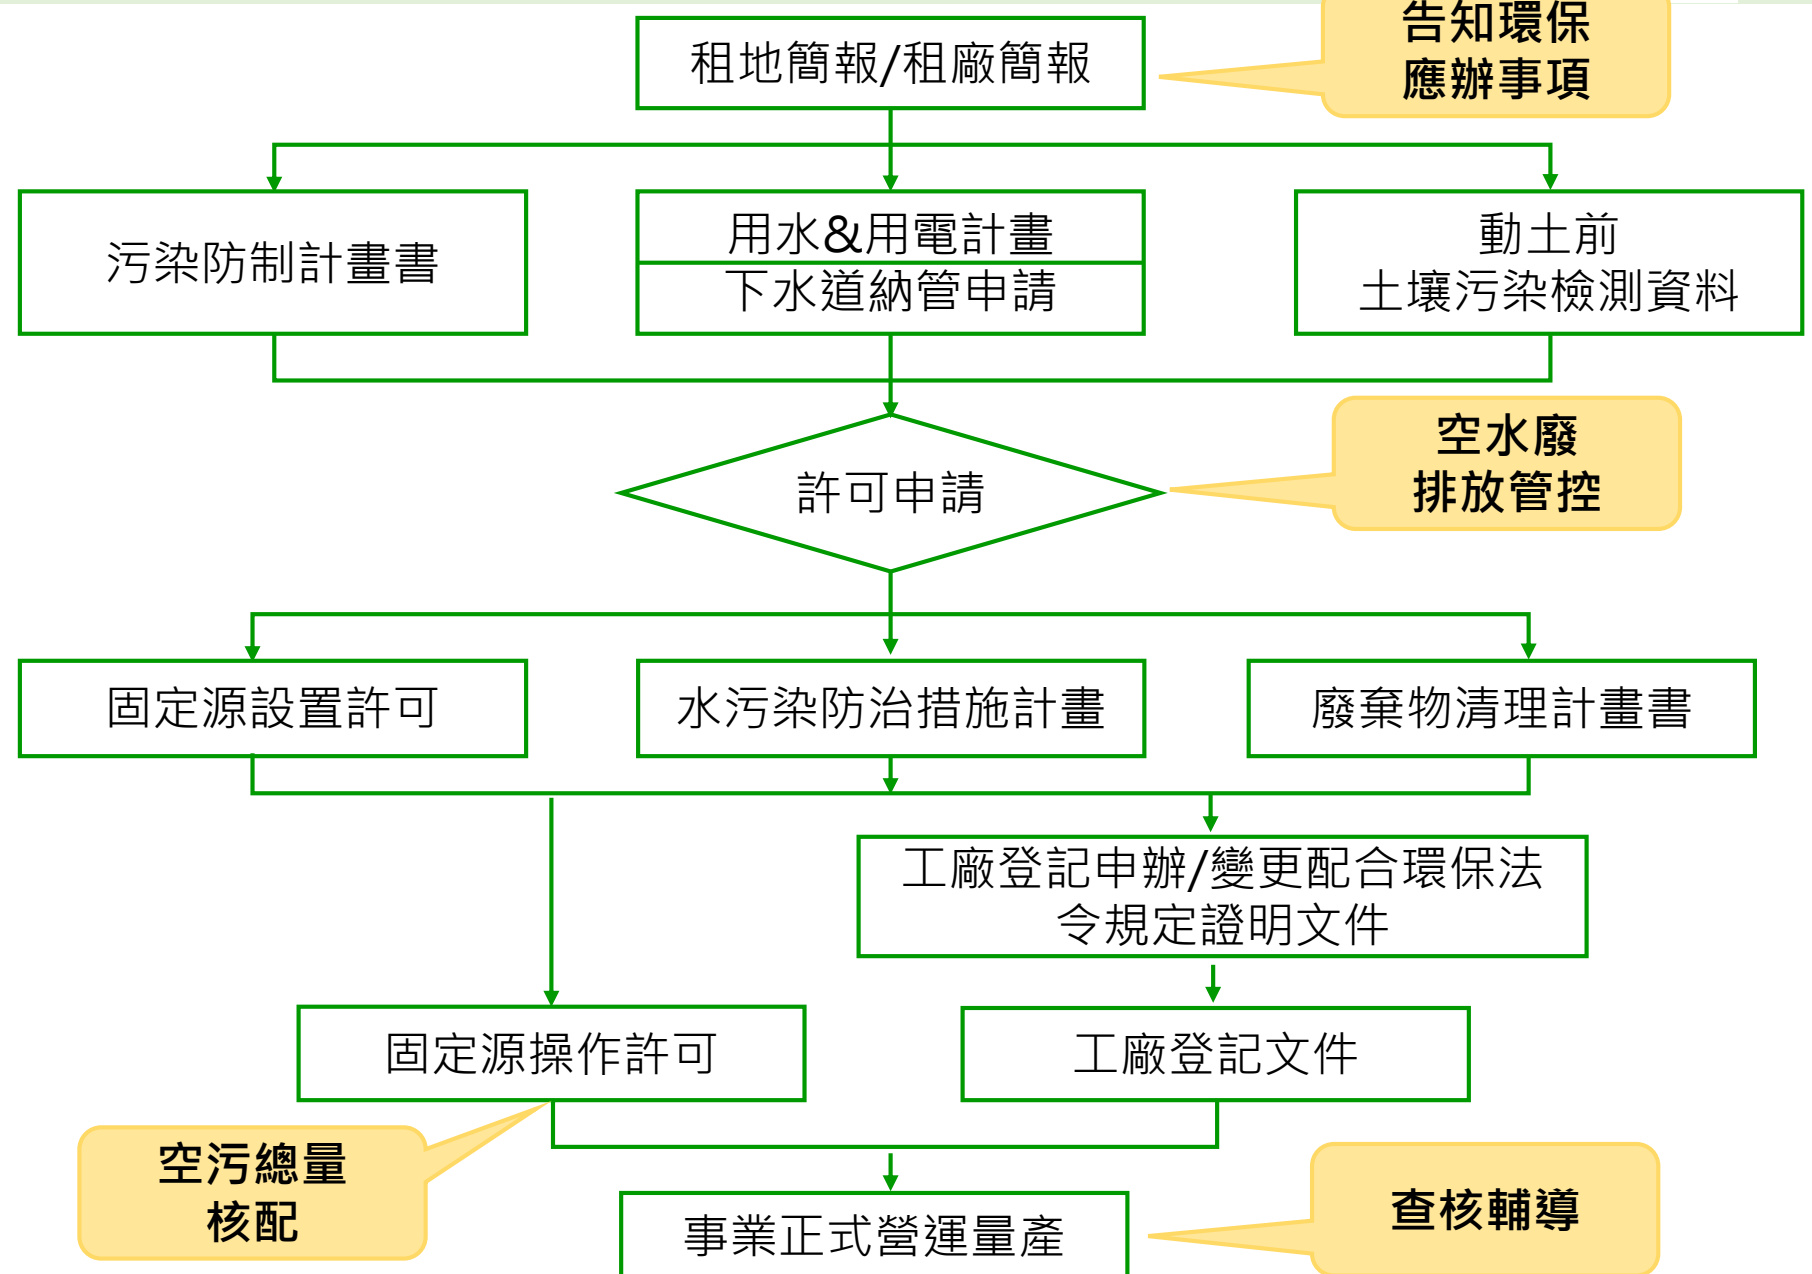 告知環保
應辦事項
租地簡報/租廠簡報
污染防制計畫書
用水&用電計畫
下水道納管申請
動土前
土壤污染檢測資料
許可申請
空水廢
排放管控
固定源設置許可
水污染防治措施計畫
廢棄物清理計畫書
工廠登記申辦/變更配合環保法
令規定證明文件
固定源操作許可
工廠登記文件
空污總量
核配
事業正式營運量產
查核輔導